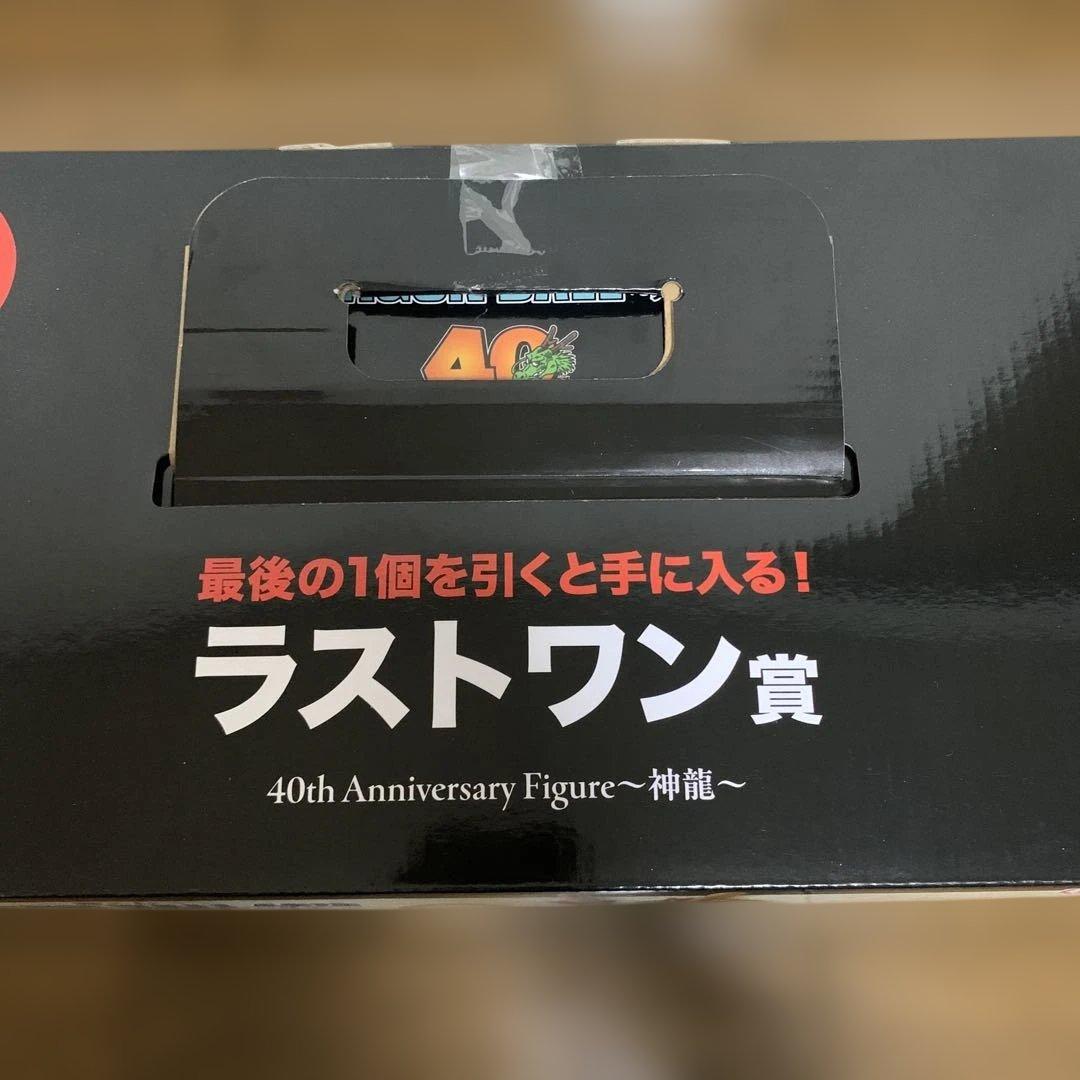 40
最後の1個を引くと手に入る!
ラストワン賞
40th Anniversary Figure〜神龍〜